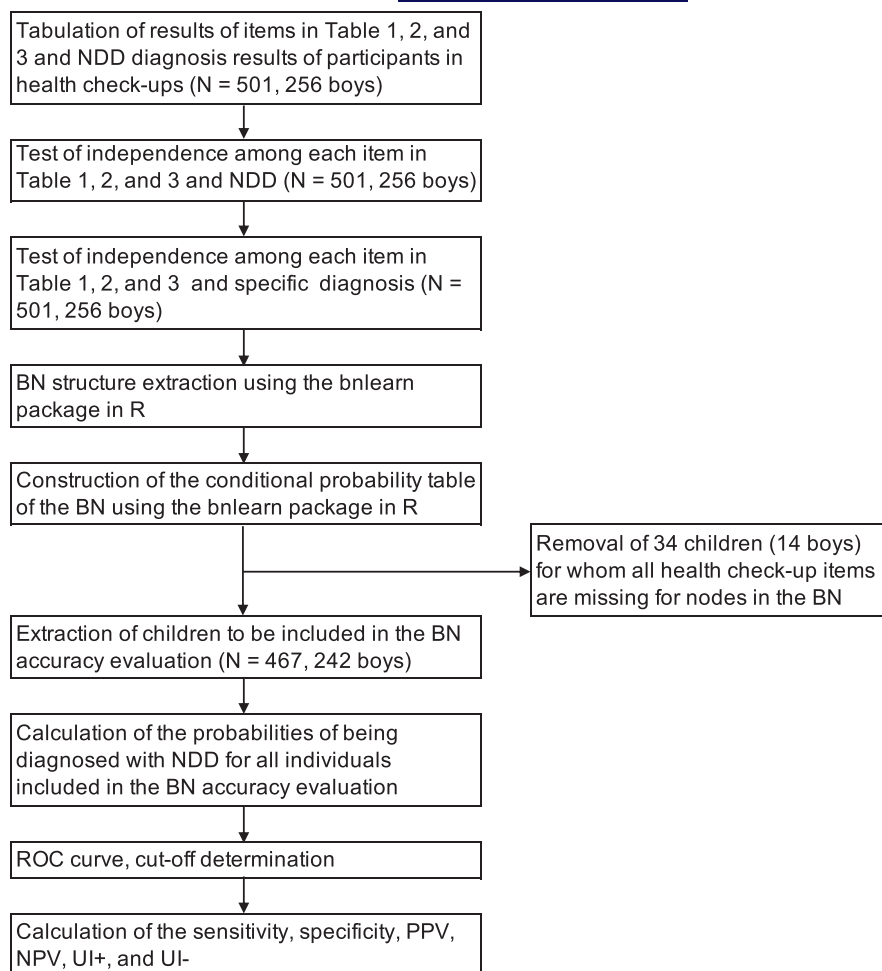 Tabulation of results of items in Table 1, 2, and
3 and NDD diagnosis results of participants in
health check-ups (N = 501, 256 boys)
Test of independence among each item in
Table 1, 2, and 3 and NDD (N = 501, 256 boys)
Test of independence among each item in
Table 1, 2, and 3 and specific diagnosis (N =
501, 256 boys)
BN structure extraction using the bnlearn
package in R
Construction of the conditional probability table
of the BN using the bnlearn package in R
Removal of 34 children (14 boys)
for whom all health check-up items
are missing for nodes in the BN
Extraction of children to be included in the BN
accuracy evaluation (N = 467, 242 boys)
Calculation of the probabilities of being
diagnosed with NDD for all individuals
included in the BN accuracy evaluation
ROC curve, cut-off determination
Calculation of the sensitivity, specificity, PPV,
NPV, UI+, and UI-